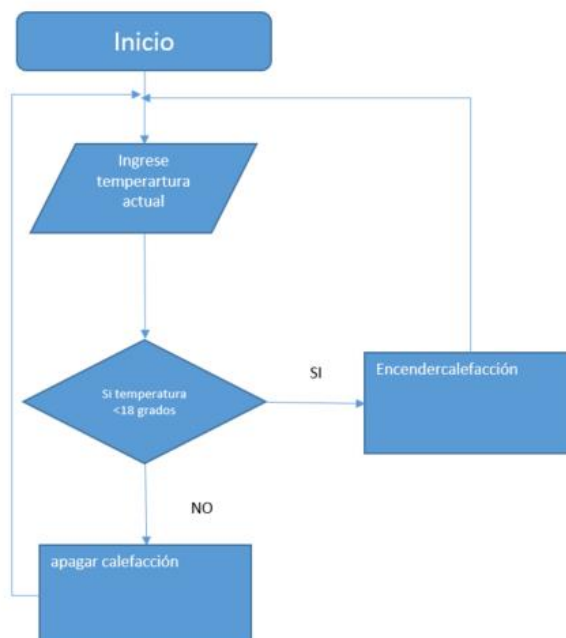 Inicio
Ingrese
temperartura
actual
Si temperatura
<18 grados
SI
Encendercalefacción
NO
apagar calefacción